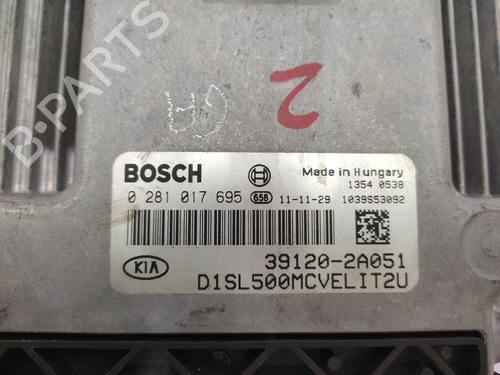 B-PARTS
2
BOSCH
Made in Hungary
1354 0538
0 281 017 695 658 11-11-29 1039S53092
KIA
39120-2A051
D1SL500MCVELIT2U